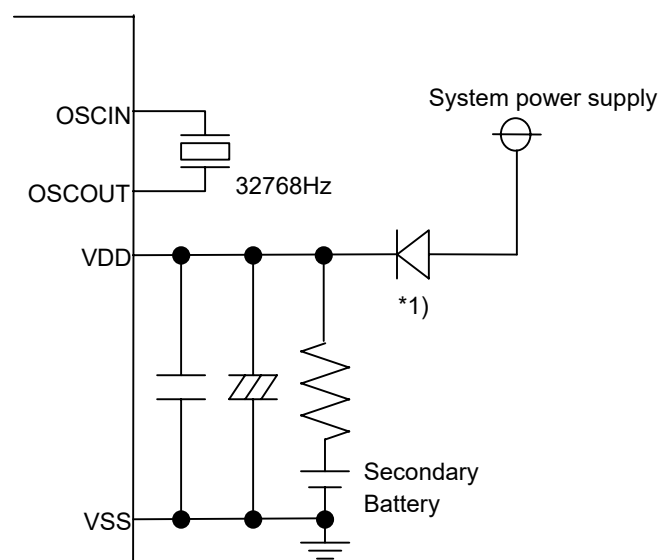 System power supply
OSCIN
OSCOUT
32768Hz
VDD
*1)
Secondary
Battery
VSS